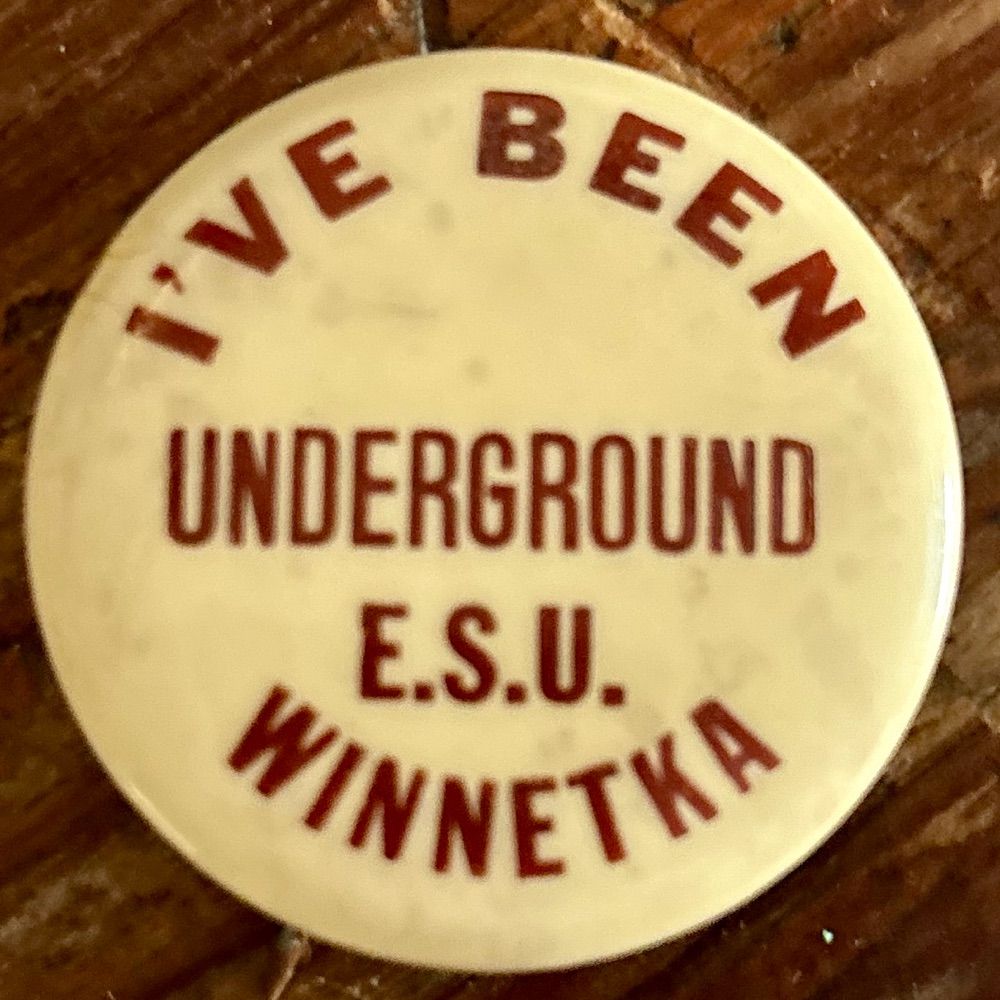 I'VE BEEN
UNDERGROUND
E.S.U.
WINNETKA